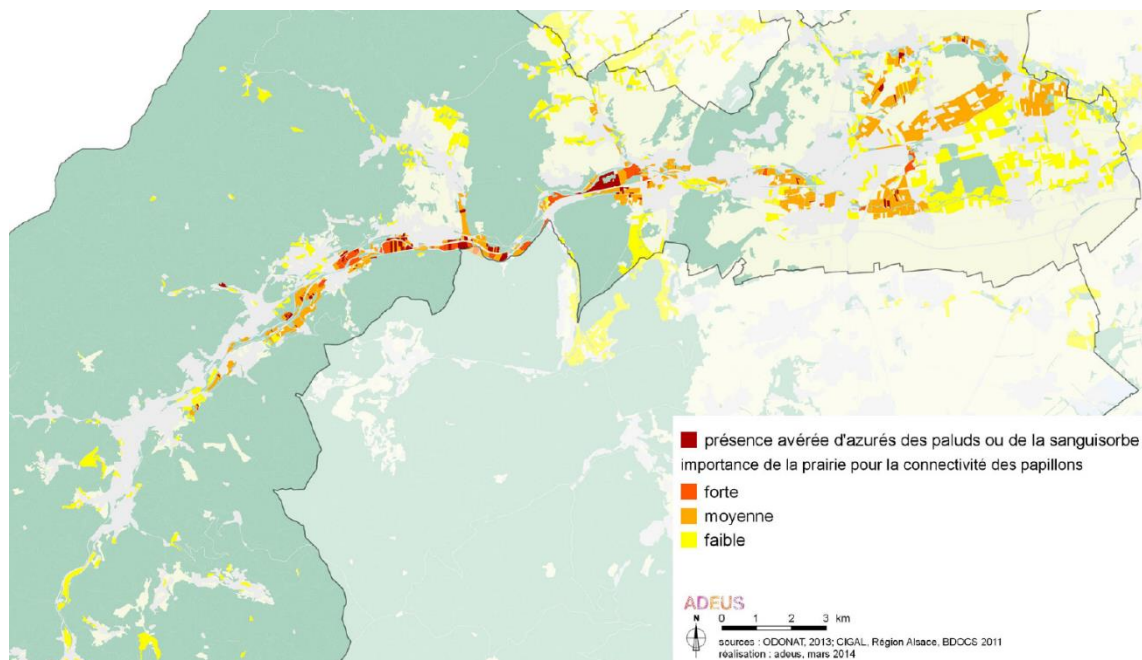 présence avérée d'azurés des paluds ou de la sanguisorbe
importance de la prairie pour la connectivité des papillons
forte
moyenne
faible
ADEUS
N
0 1 2 3 km
sources : ODONAT, 2013; CIGAL, Région Alsace, BDOCS 2011
réalisation : adeus, mars 2014